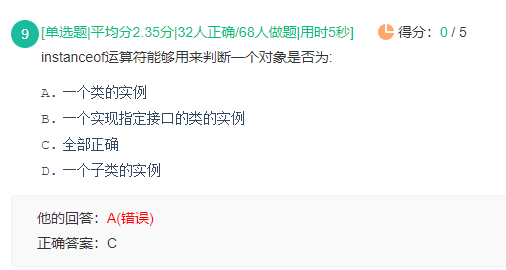 9 [单选题|平均分2.35分|32人正确/68人做题|用时5秒] 得分：0 / 5
instanceof运算符能够用来判断一个对象是否为:
A. 一个类的实例
B. 一个实现指定接口的类的实例
C. 全部正确
D. 一个子类的实例
他的回答：A(错误)
正确答案：C